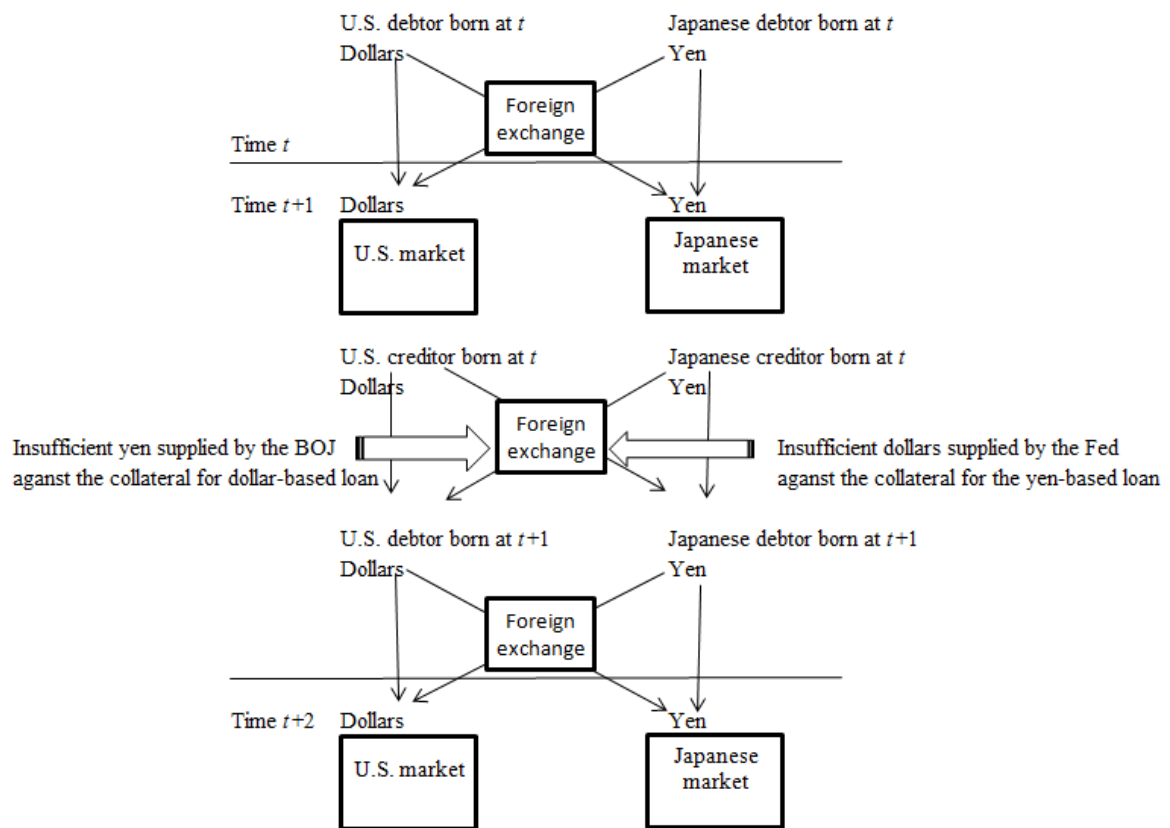 U.S. debtor born at t
Japanese debtor born at t
Dollars
Yen
Foreign
exchange
Time t
Time t+1
Dollars
Yen
U.S. market
Japanese
market
U.S. creditor born at t
Japanese creditor born at t
Dollars
Yen
Foreign
exchange
Insufficient yen supplied by the BOJ
aganst the collateral for dollar-based loan
Insufficient dollars supplied by the Fed
aganst the collateral for the yen-based loan
U.S. debtor born at t+1
Japanese debtor born at t+1
Dollars
Yen
Foreign
exchange
Time t+2
Dollars
Yen
U.S. market
Japanese
market